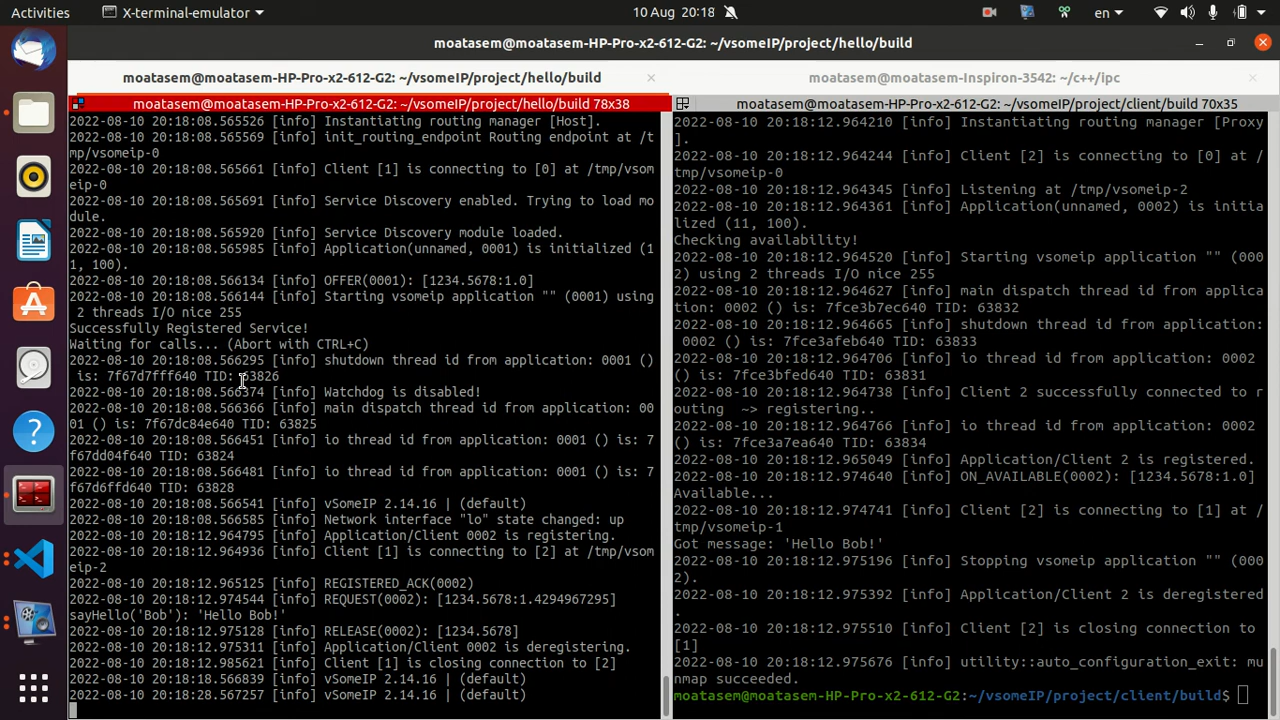 Activities
X-terminal-emulator
10 Aug 20:18
en
moatasem@moatasem-HP-Pro-x2-612-G2: ~/vsomeIP/project/hello/build
moatasem@moatasem-HP-Pro-x2-612-G2: ~/vsomeIP/project/hello/build
moatasem@moatasem-Inspiron-3542: ~/c++/ipc
moatasem@moatasem-HP-Pro-x2-612-G2: ~/vsomeIP/project/hello/build 78x38
2022-08-10 20:18:08.565526 [info] Instantiating routing manager [Host].
2022-08-10 20:18:08.565569 [info] init_routing_endpoint Routing endpoint at /t
mp/vsomeip-0
2022-08-10 20:18:08.565661 [info] Client [1] is connecting to [0] at /tmp/vsom
eip-0
2022-08-10 20:18:08.565691 [info] Service Discovery enabled. Trying to load mo
dule.
2022-08-10 20:18:08.565920 [info] Service Discovery module loaded.
2022-08-10 20:18:08.565985 [info] Application(unnamed, 0001) is initialized (1
1, 100).
2022-08-10 20:18:08.566134 [info] OFFER(0001): [1234.5678:1.0]
2022-08-10 20:18:08.566144 [info] Starting vsomeip application "" (0001) using
 2 threads I/O nice 255
Successfully Registered Service!
Waiting for calls... (Abort with CTRL+C)
2022-08-10 20:18:08.566295 [info] shutdown thread id from application: 0001 ()
 is: 7f67d7fff640 TID: 63826
2022-08-10 20:18:08.566374 [info] Watchdog is disabled!
2022-08-10 20:18:08.566366 [info] main dispatch thread id from application: 00
01 () is: 7f67dc84e640 TID: 63825
2022-08-10 20:18:08.566451 [info] io thread id from application: 0001 () is: 7
f67dd04f640 TID: 63824
2022-08-10 20:18:08.566481 [info] io thread id from application: 0001 () is: 7
f67d6ffd640 TID: 63828
2022-08-10 20:18:08.566541 [info] vSomeIP 2.14.16 | (default)
2022-08-10 20:18:08.566585 [info] Network interface "lo" state changed: up
2022-08-10 20:18:12.964795 [info] Application/Client 0002 is registering.
2022-08-10 20:18:12.964936 [info] Client [1] is connecting to [2] at /tmp/vsom
eip-2
2022-08-10 20:18:12.965125 [info] REGISTERED_ACK(0002)
2022-08-10 20:18:12.974544 [info] REQUEST(0002): [1234.5678:1.4294967295]
sayHello('Bob'): 'Hello Bob!'
2022-08-10 20:18:12.975128 [info] RELEASE(0002): [1234.5678]
2022-08-10 20:18:12.975311 [info] Application/Client 0002 is deregistering.
2022-08-10 20:18:12.985621 [info] Client [1] is closing connection to [2]
2022-08-10 20:18:18.566839 [info] vSomeIP 2.14.16 | (default)
2022-08-10 20:18:28.567257 [info] vSomeIP 2.14.16 | (default)
moatasem@moatasem-HP-Pro-x2-612-G2: ~/vsomeIP/project/client/build 70x35
2022-08-10 20:18:12.964210 [info] Instantiating routing manager [Proxy
].
2022-08-10 20:18:12.964244 [info] Client [2] is connecting to [0] at /
tmp/vsomeip-0
2022-08-10 20:18:12.964345 [info] Listening at /tmp/vsomeip-2
2022-08-10 20:18:12.964361 [info] Application(unnamed, 0002) is initia
lized (11, 100).
Checking availability!
2022-08-10 20:18:12.964520 [info] Starting vsomeip application "" (000
2) using 2 threads I/O nice 255
2022-08-10 20:18:12.964627 [info] main dispatch thread id from applica
tion: 0002 () is: 7fce3b7ec640 TID: 63832
2022-08-10 20:18:12.964665 [info] shutdown thread id from application:
 0002 () is: 7fce3afeb640 TID: 63833
2022-08-10 20:18:12.964706 [info] io thread id from application: 0002
() is: 7fce3bfed640 TID: 63831
2022-08-10 20:18:12.964738 [info] Client 2 successfully connected to r
outing  ~> registering..
2022-08-10 20:18:12.964766 [info] io thread id from application: 0002
() is: 7fce3a7ea640 TID: 63834
2022-08-10 20:18:12.965049 [info] Application/Client 2 is registered.
2022-08-10 20:18:12.974640 [info] ON_AVAILABLE(0002): [1234.5678:1.0]
Available...
2022-08-10 20:18:12.974741 [info] Client [2] is connecting to [1] at /
tmp/vsomeip-1
Got message: 'Hello Bob!'
2022-08-10 20:18:12.975196 [info] Stopping vsomeip application "" (000
2).
2022-08-10 20:18:12.975392 [info] Application/Client 2 is deregistered
.
2022-08-10 20:18:12.975510 [info] Client [2] is closing connection to
[1]
2022-08-10 20:18:12.975676 [info] utility::auto_configuration_exit: mu
nmap succeeded.
moatasem@moatasem-HP-Pro-x2-612-G2:~/vsomeIP/project/client/build$